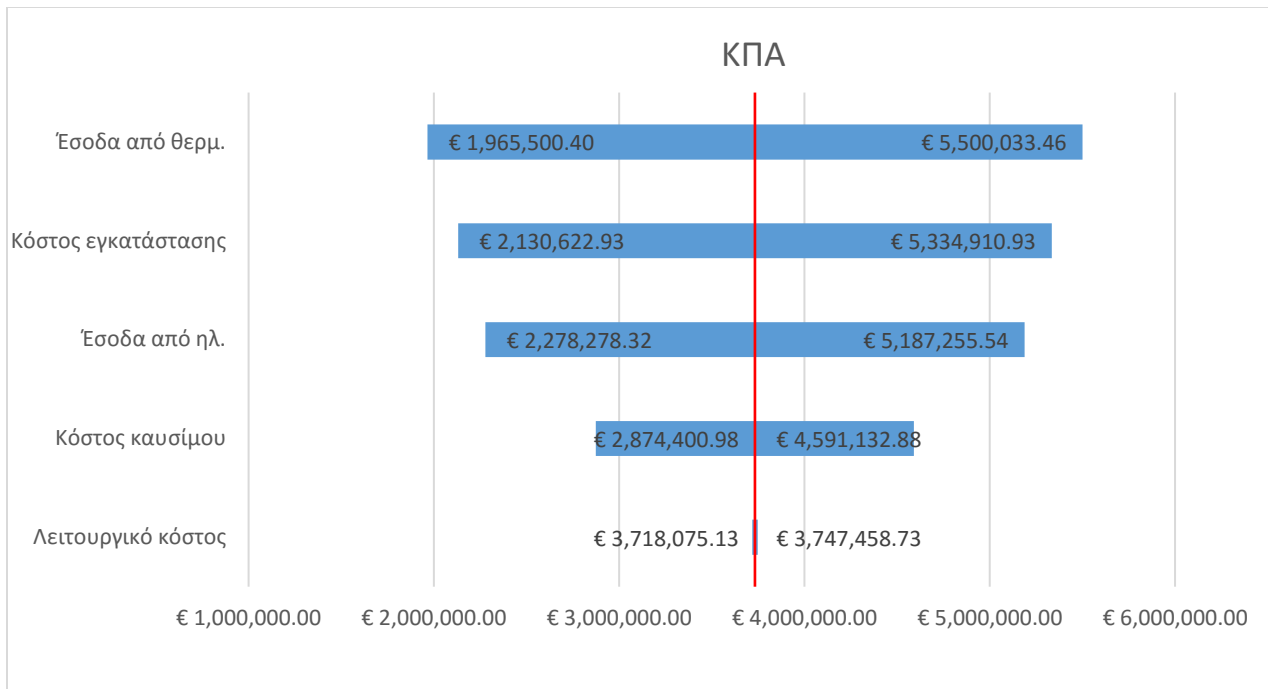 ΚΠΑ
Έσοδα από θερμ.
€ 1,965,500.40
€ 5,500,033.46
Κόστος εγκατάστασης
€ 2,130,622.93
€ 5,334,910.93
Έσοδα από ηλ.
€ 2,278,278.32
€ 5,187,255.54
Κόστος καυσίμου
€ 2,874,400.98
€ 4,591,132.88
Λειτουργικό κόστος
€ 3,718,075.13
€ 3,747,458.73
€ 1,000,000.00
€ 2,000,000.00
€ 3,000,000.00
€ 4,000,000.00
€ 5,000,000.00
€ 6,000,000.00